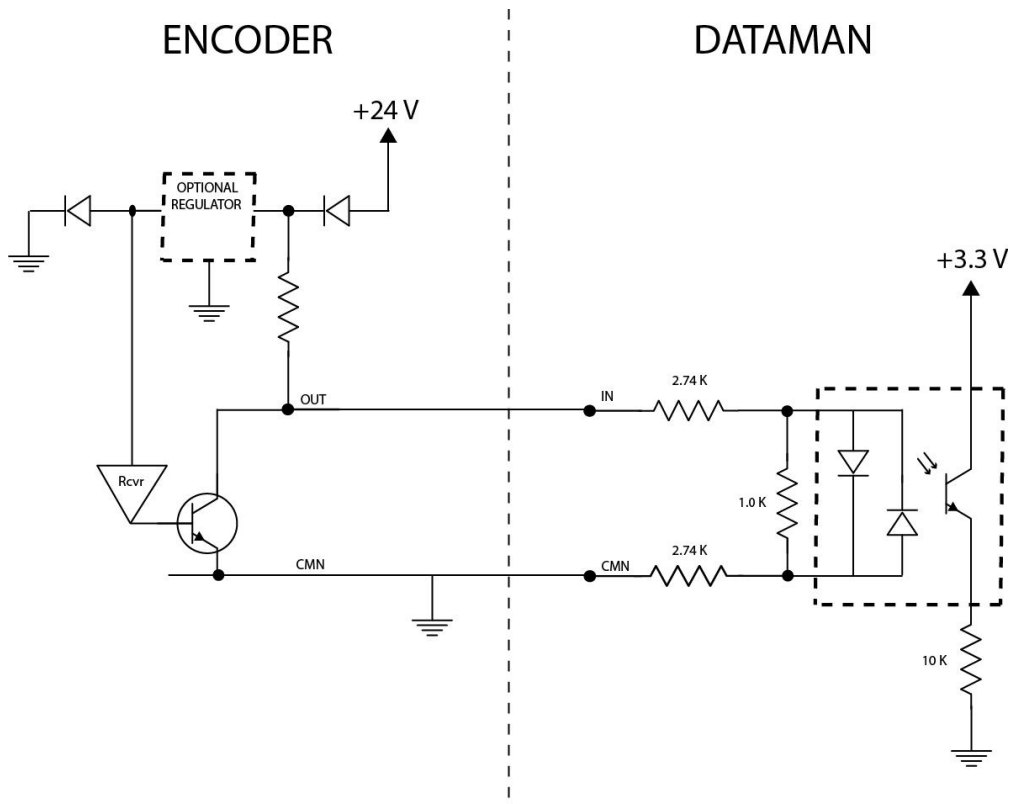 ENCODER
DATAMAN
+24 V
OPTIONAL
REGULATOR
+3.3 V
OUT
IN
2.74 K
Rcvr
1.0 K
CMN
CMN
2.74 K
10 K